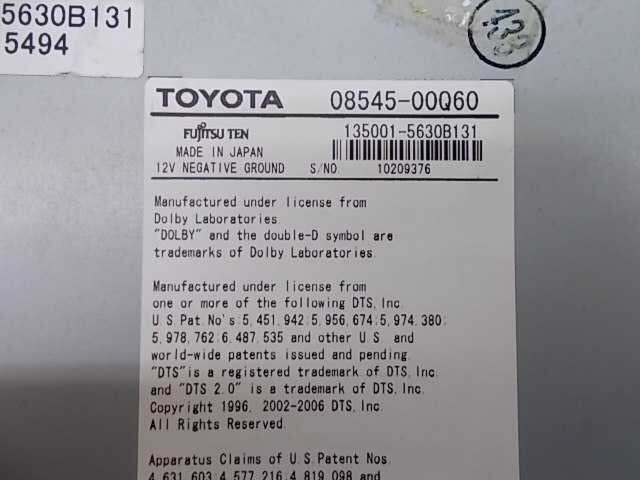 5630B131
5494
133
TOYOTA 08545-00Q60
FUJITSU TEN 135001-5630B131
MADE IN JAPAN
12V NEGATIVE GROUND S/NO 10209376
Manufactured under license from
Dolby Laboratories.
"DOLBY" and the double-D symbol are
trademarks of Dolby Laboratories.
Manufactured under license from
one or more of the following DTS, Inc.
U.S.Pat.No's:5,451,942;5,956,674;5,974,380;
5,978,762;6,487,535 and other U.S. and
world-wide patents issued and pending.
"DTS"is a registered trademark of DTS, Inc.
and "DTS 2.0" is a trademark of DTS, Inc.
Copyright 1996, 2002-2006 DTS, Inc.
All Rights Reserved.
Apparatus Claims of U.S.Patent Nos.
4,631,603,4,577,216,4,819,098 and